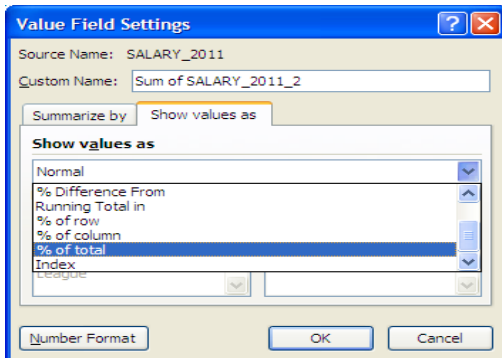 Value Field Settings
Source Name: SALARY_2011
Custom Name: Sum of SALARY_2011_2
Summarize by Show values as
Show values as
Normal
% Difference From
Running Total in
% of row
% of column
% of total
Index
League
Number Format OK Cancel